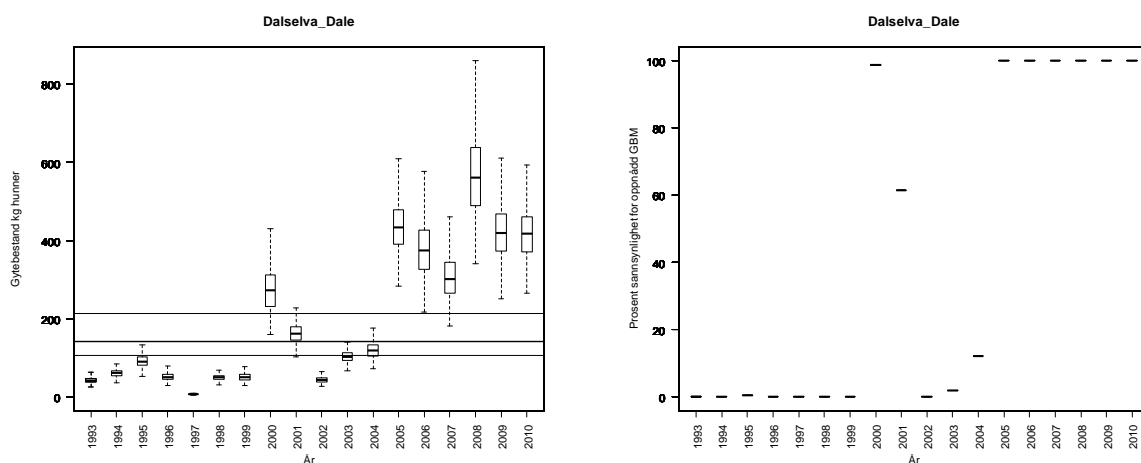 Dalselva_Dale
Gytebestand kg hunner
800
600
400
200
0
1993 1994 1995 1996 1997 1998 1999 2000 2001 2002 2003 2004 2005 2006 2007 2008 2009 2010
År
Dalselva_Dale
Prosent sannsynlighet for oppnådd GBM
100
80
60
40
20
0
1993 1994 1995 1996 1997 1998 1999 2000 2001 2002 2003 2004 2005 2006 2007 2008 2009 2010
År